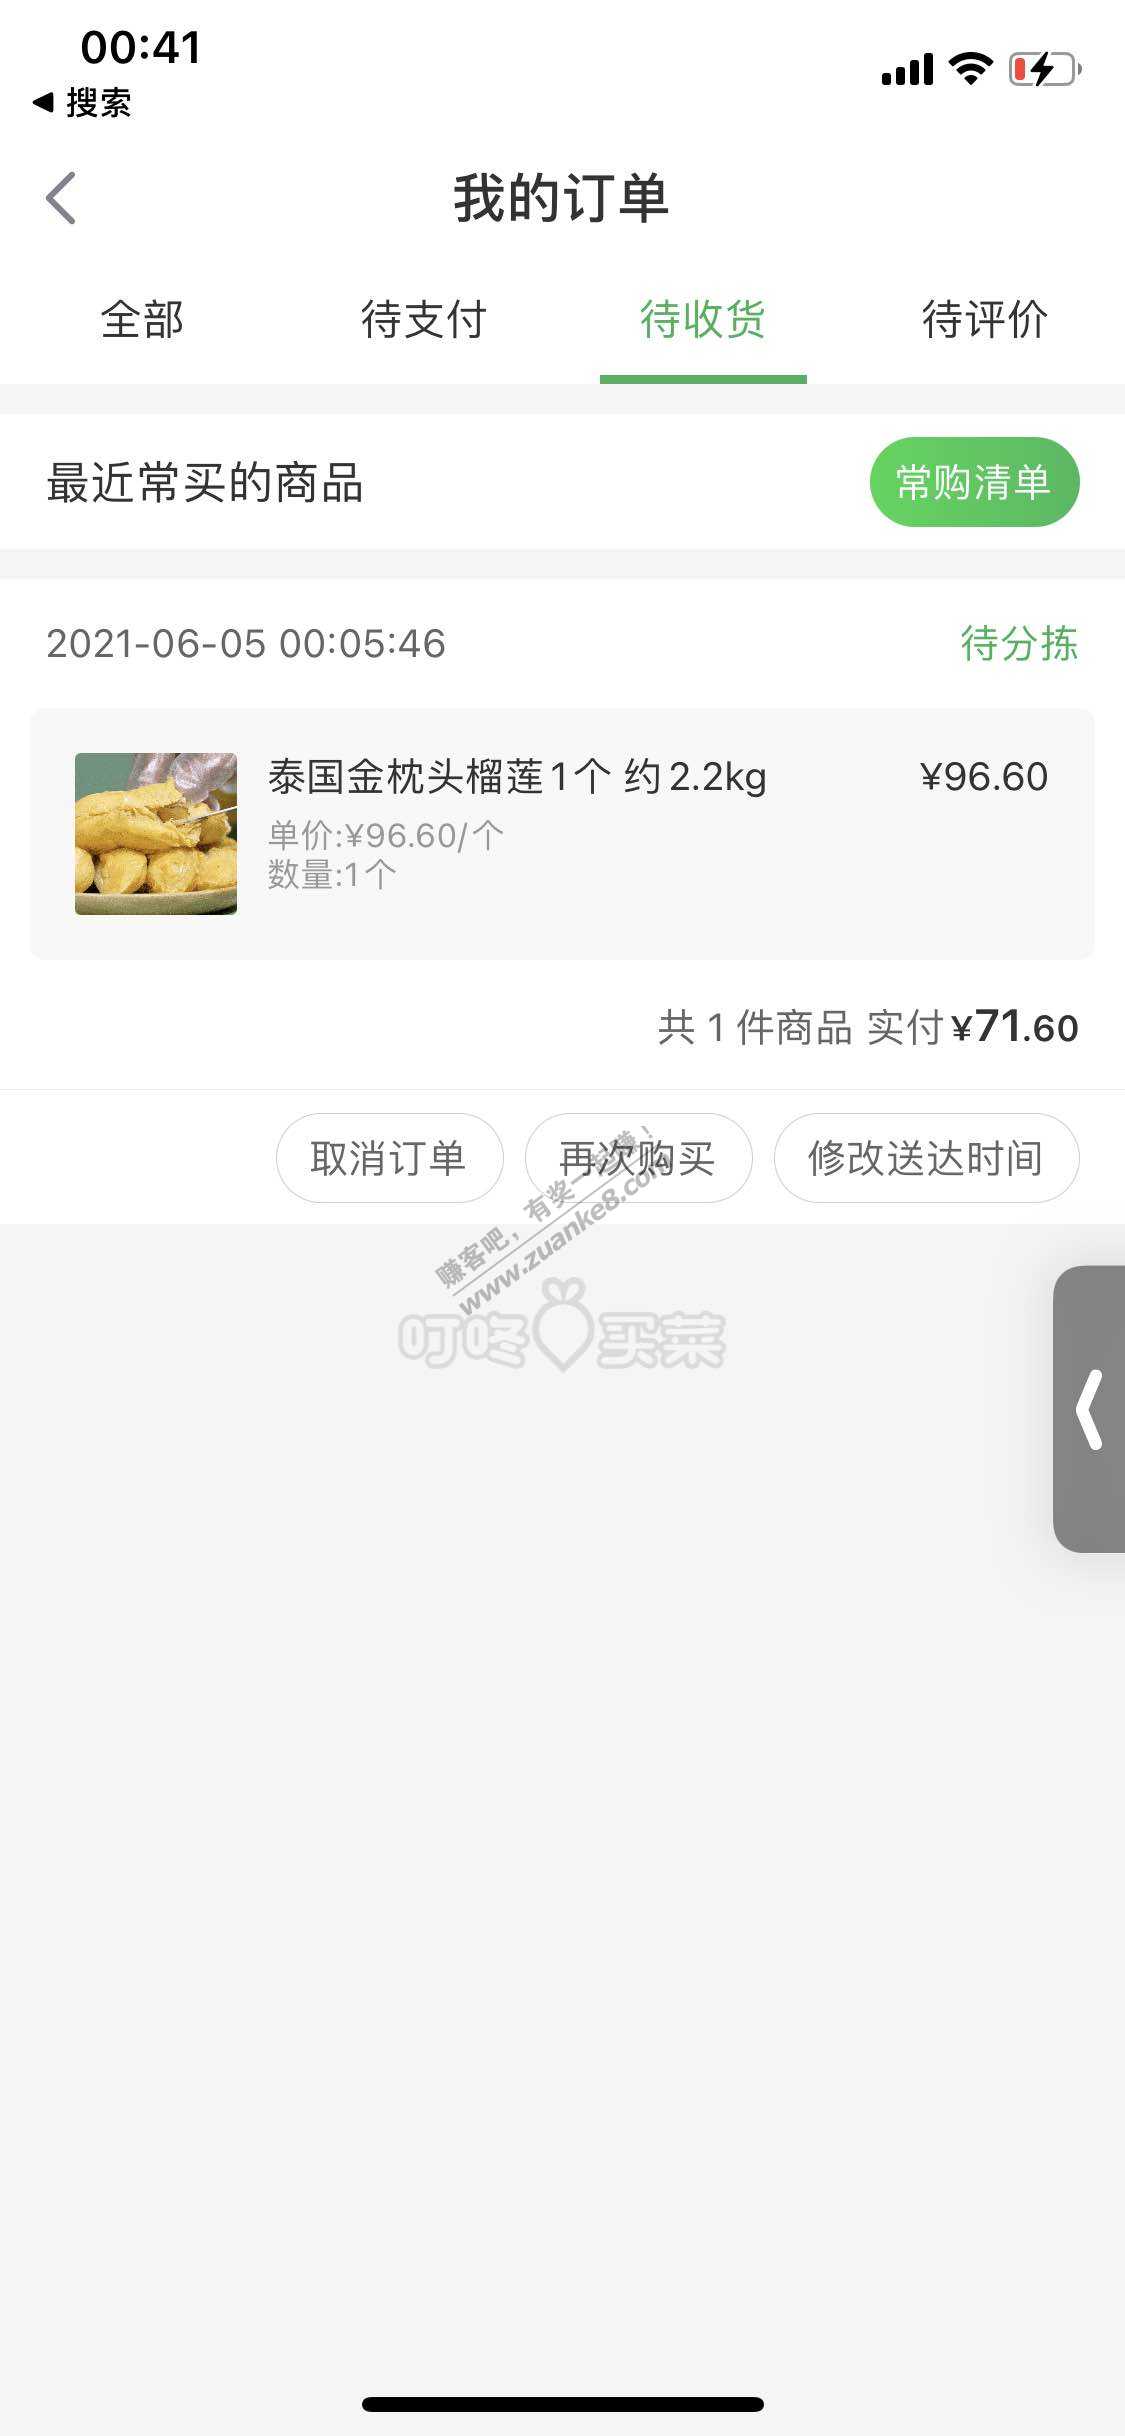 00:41
◀ 搜索
我的订单
全部 待支付 待收货 待评价
最近常买的商品 常购清单
2021-06-05 00:05:46 待分拣
泰国金枕头榴莲1个 约2.2kg ¥96.60
单价:¥96.60/个
数量:1个
共 1 件商品 实付¥71.60
取消订单 再次购买 修改送达时间
赚客吧，有奖一起赚！
www.zuanke8.com
叮咚买菜